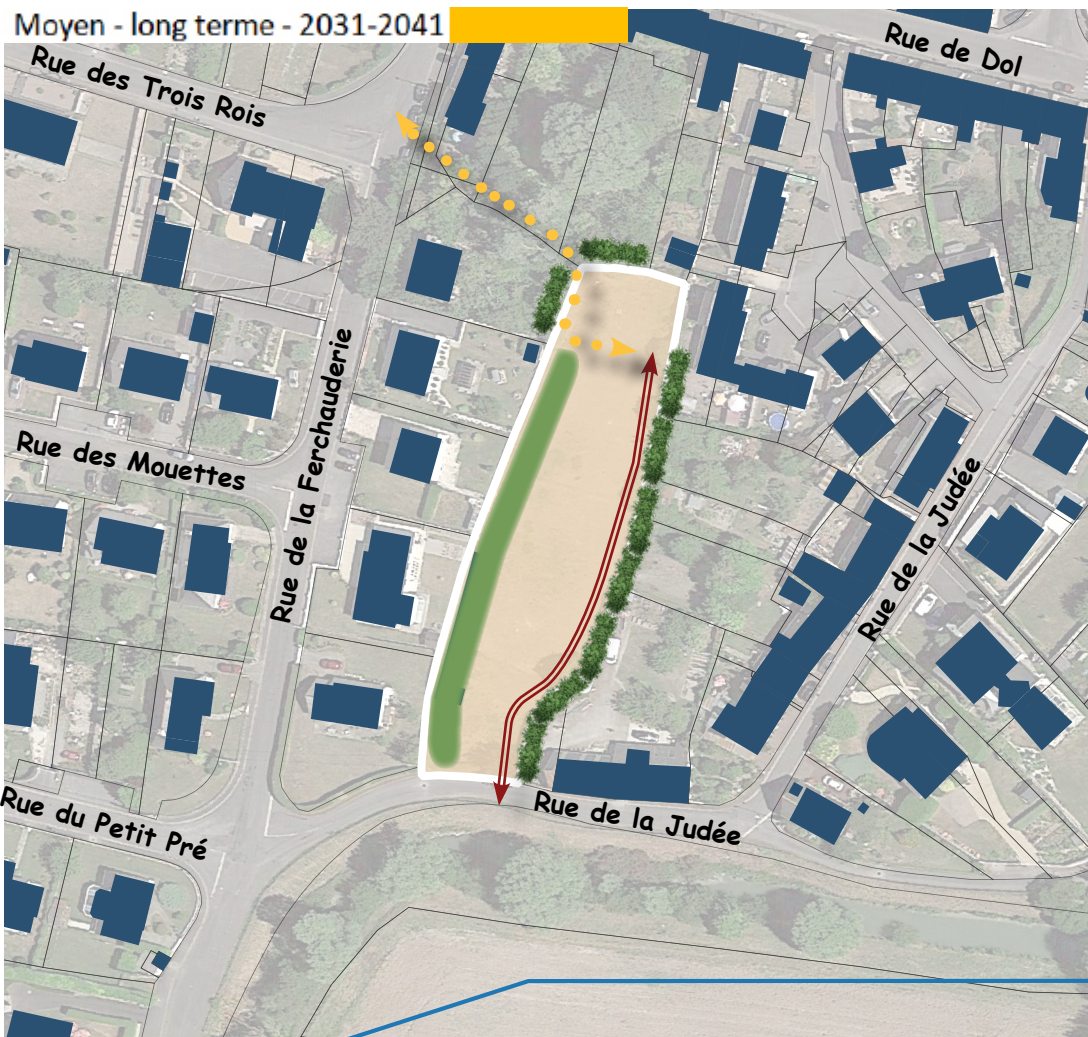 Moyen - long terme - 2031-2041
Rue de Dol
Rue des Trois Rois
Rue de la Ferchauderie
Rue des Mouettes
Rue de la Judée
Rue du Petit Pré
Rue de la Judée